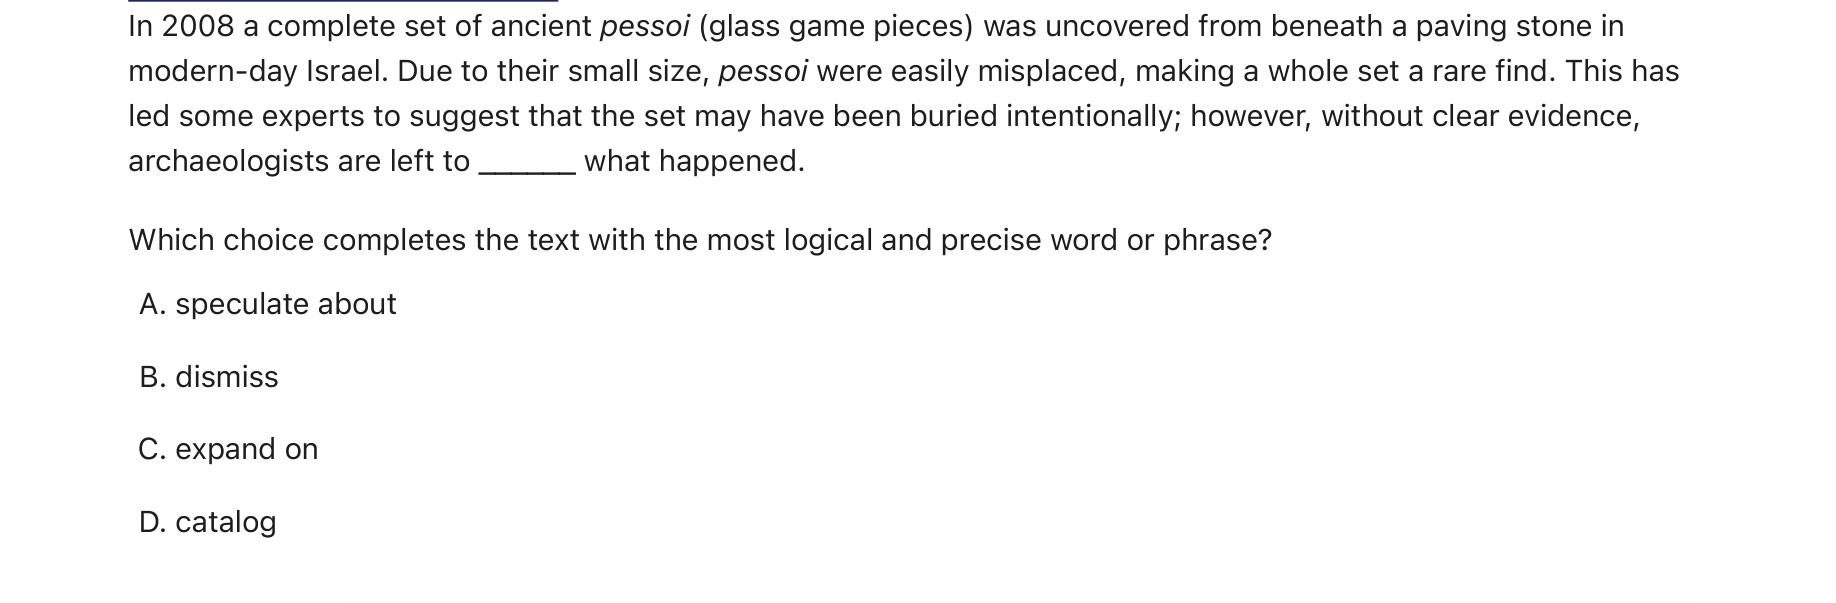 In 2008 a complete set of ancient pessoi (glass game pieces) was uncovered from beneath a paving stone in
modern-day Israel. Due to their small size, pessoi were easily misplaced, making a whole set a rare find. This has
led some experts to suggest that the set may have been buried intentionally; however, without clear evidence,
archaeologists are left to ______ what happened.
Which choice completes the text with the most logical and precise word or phrase?
A. speculate about
B. dismiss
C. expand on
D. catalog